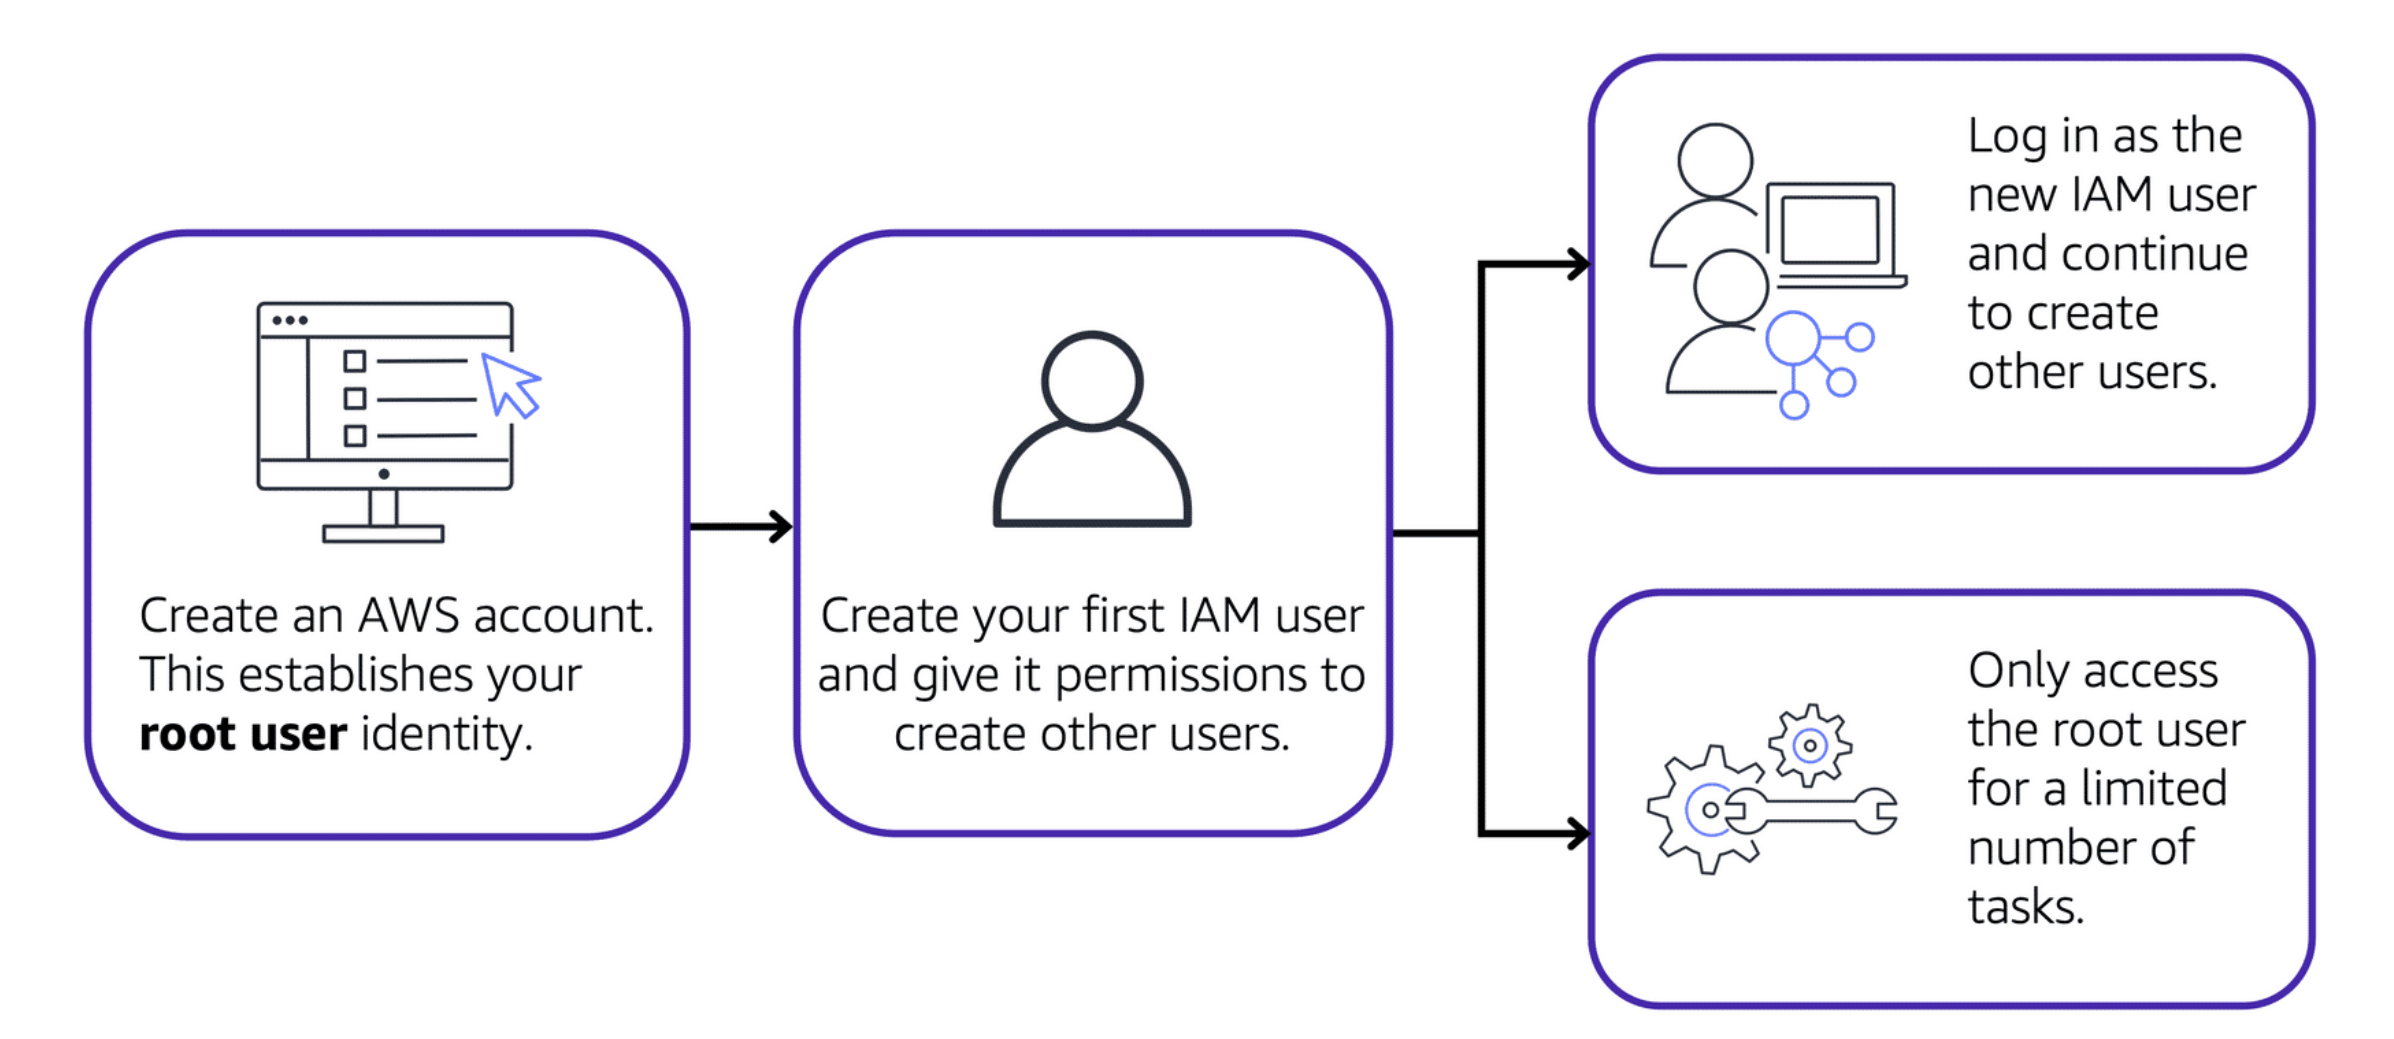 Create an AWS account.
This establishes your
root user identity.
Create your first IAM user
and give it permissions to
create other users.
Log in as the
new IAM user
and continue
to create
other users.
Only access
the root user
for a limited
number of
tasks.